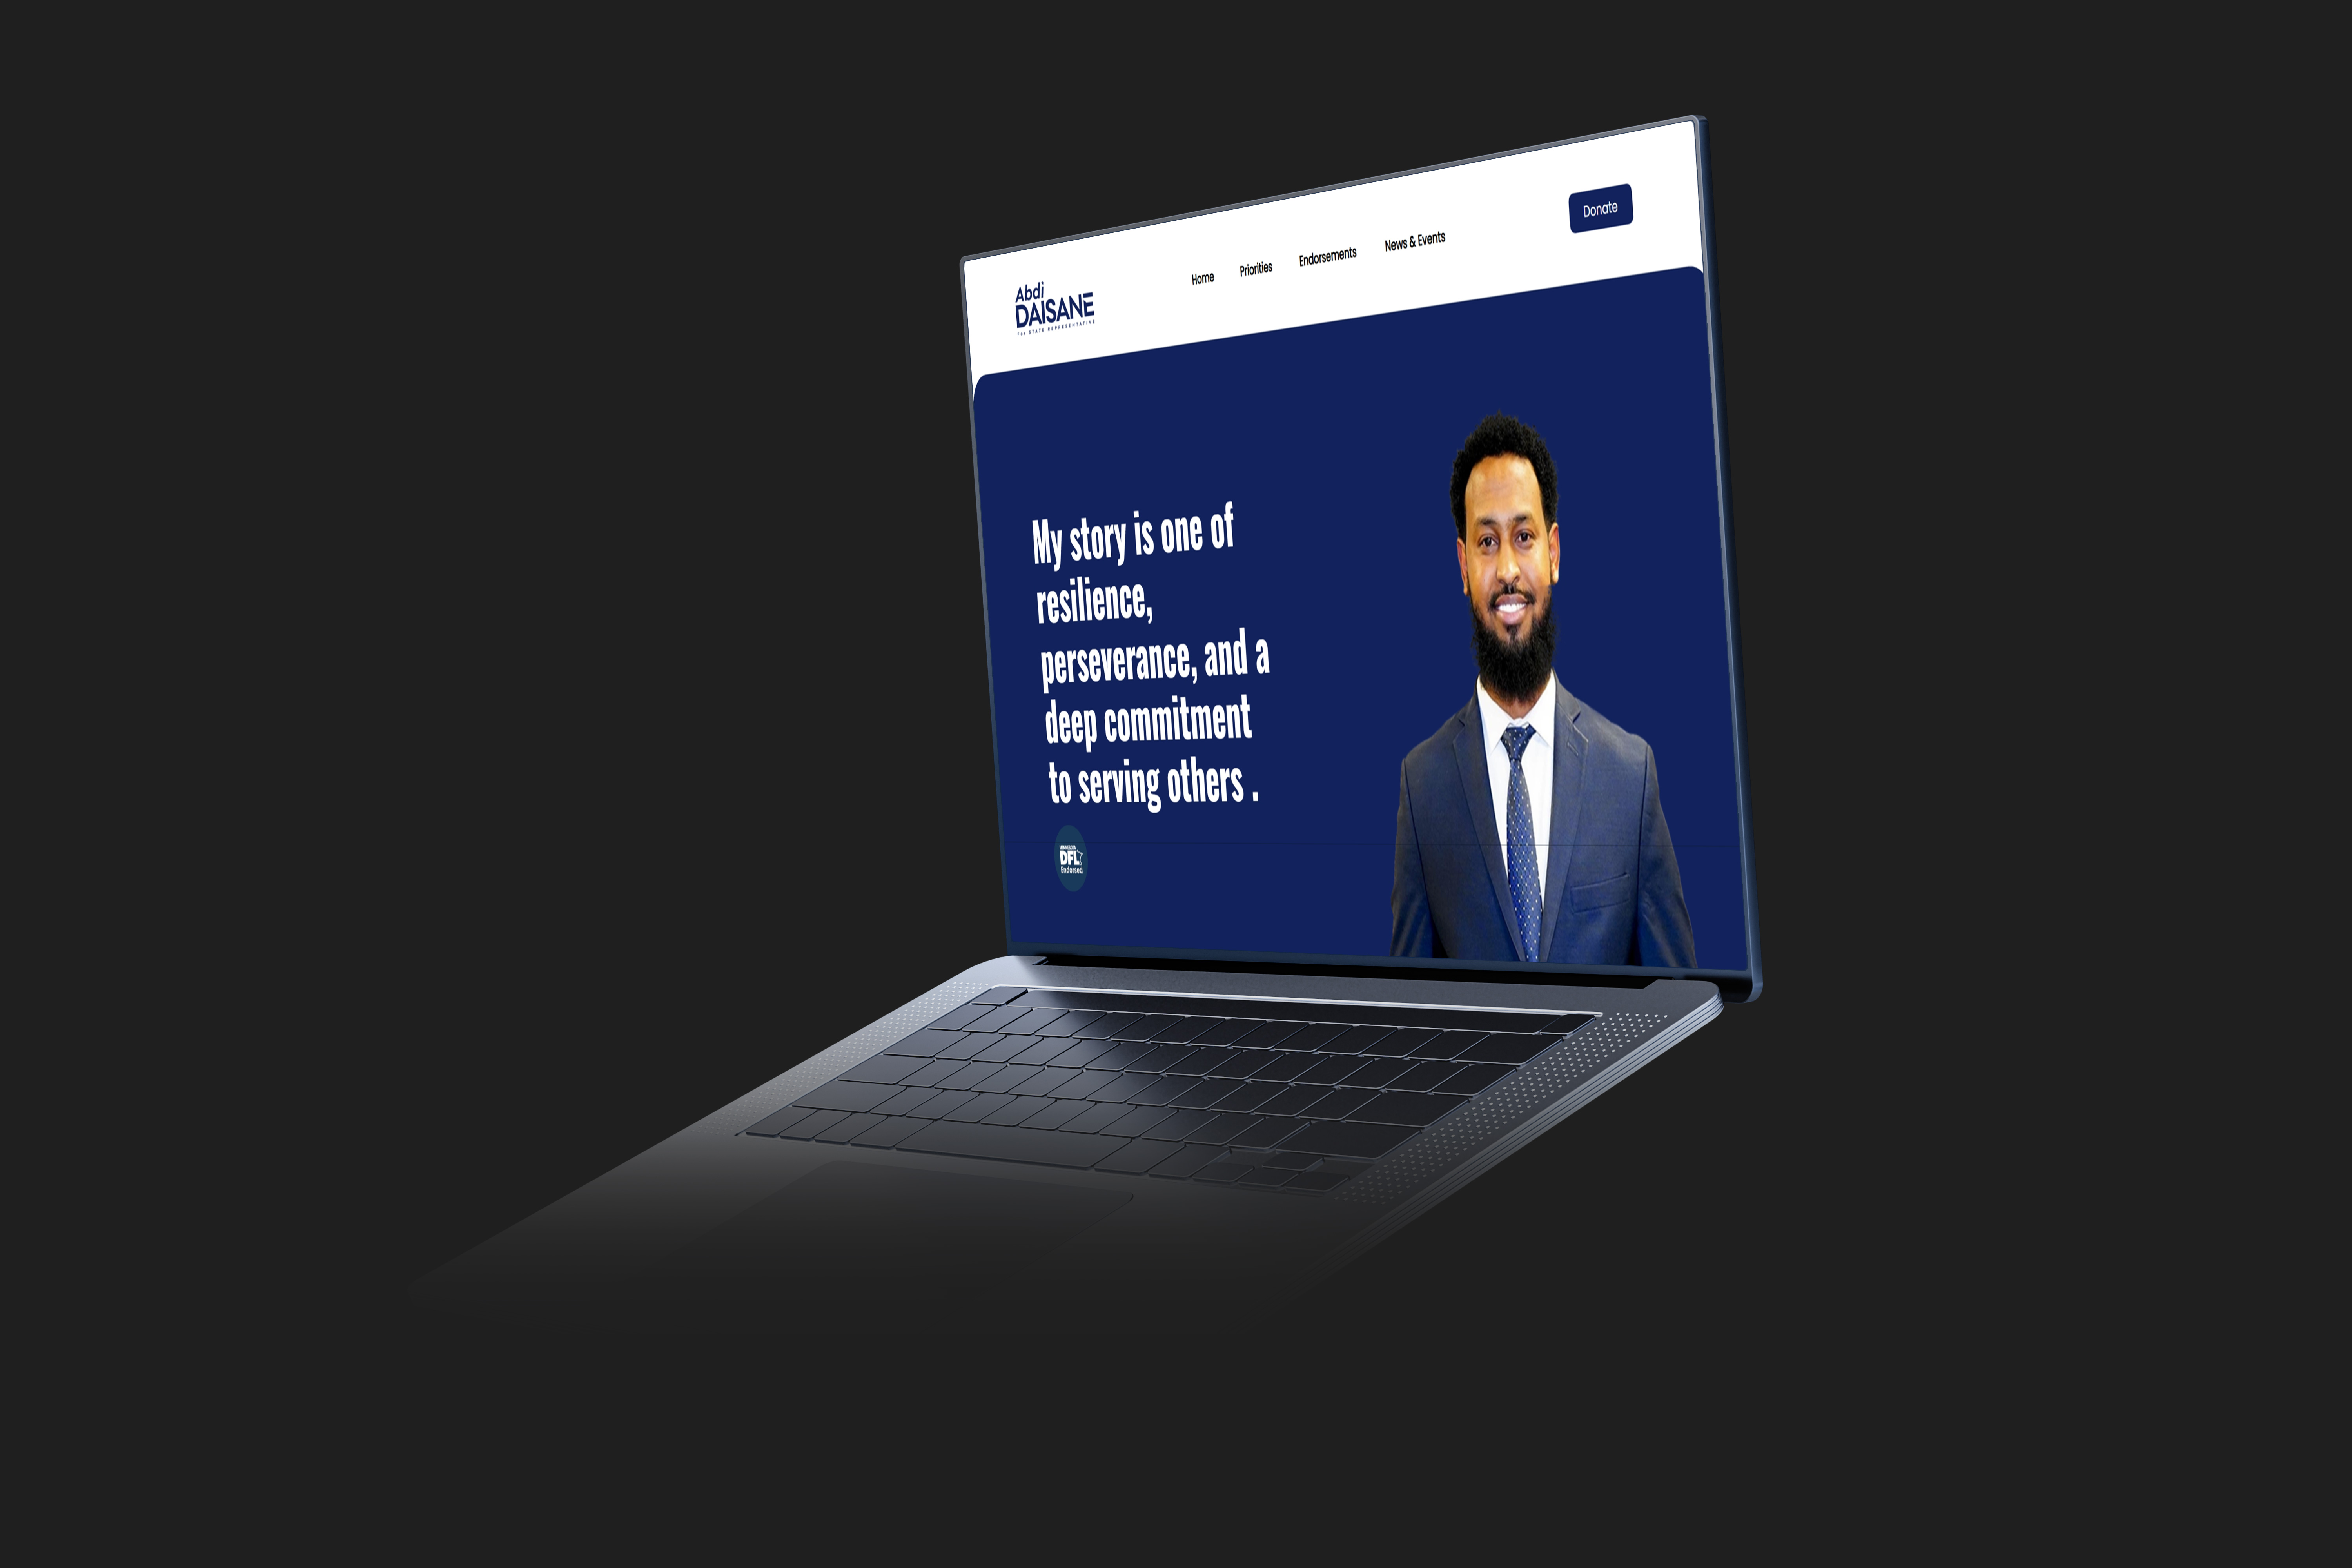 Abdi
DAISANE
For STATE REPRESENTATIVE
Home
Priorities
Endorsements
News & Events
Donate
My story is one of
resilience,
perseverance, and a
deep commitment
to serving others .
MINNESOTA
DFL
Endorsed